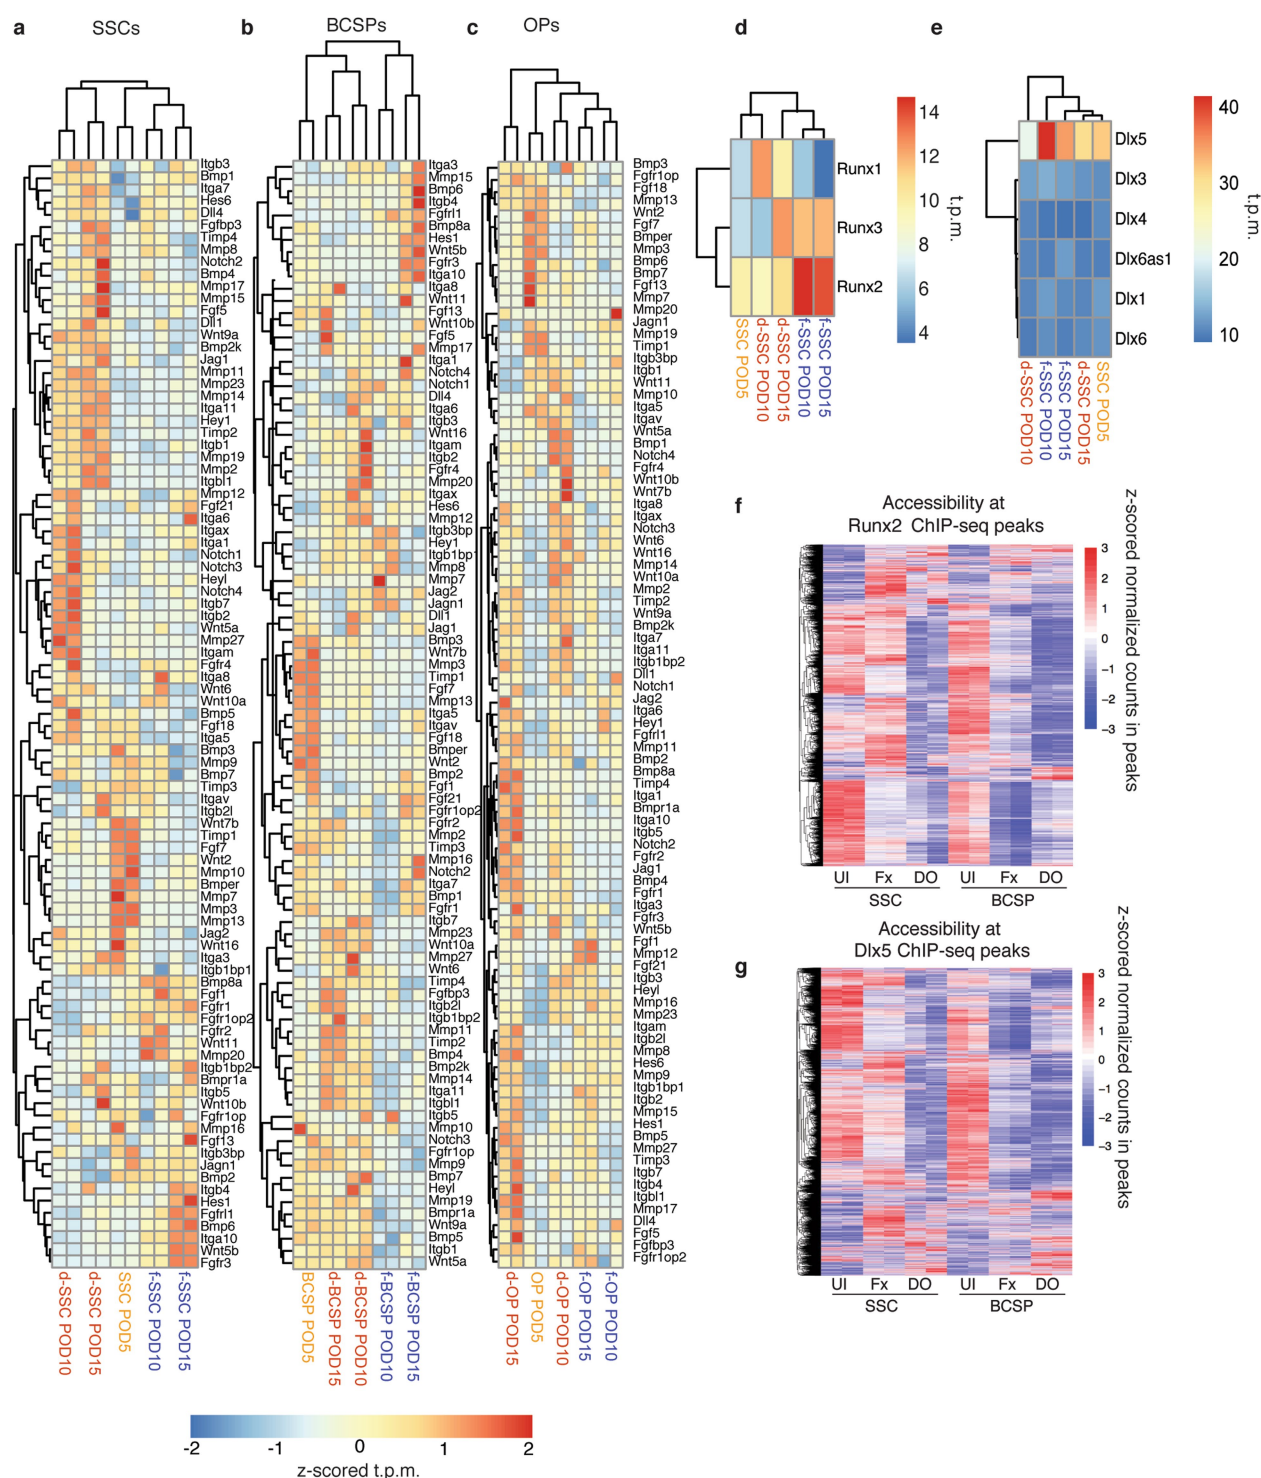 a
SSCs
Itgb3
Bmp1
Itga7
Hes6
Dll4
Fgfbp3
Timp4
Mmp8
Notch2
Bmp4
Mmp17
Mmp15
Fgf5
Dll1
Wnt9a
Bmp2k
Jag1
Mmp11
Mmp23
Mmp14
Itga11
Hey1
Timp2
Itgb1
Mmp19
Mmp2
Itgbl1
Mmp12
Fgf21
Itga6
Itgax
Itga1
Notch1
Notch3
Heyl
Notch4
Itgb7
Itgb2
Wnt5a
Mmp27
Itgam
Fgfr4
Itga8
Wnt6
Wnt10a
Bmp5
Fgf18
Itga5
Bmp3
Mmp9
Bmp7
Timp3
Itgav
Itgb2l
Wnt7b
Timp1
Fgf7
Wnt2
Mmp10
Bmper
Mmp7
Mmp3
Mmp13
Jag2
Wnt16
Itga3
Itgb1bp1
Bmp8a
Fgf1
Fgfr1
Fgfr1op2
Fgfr2
Wnt11
Mmp20
Itgb1bp2
Bmpr1a
Itgb5
Wnt10b
Fgfr1op
Mmp16
Fgf13
Itgb3bp
Jagn1
Bmp2
Itgb4
Hes1
Fgfrl1
Bmp6
Itga10
Wnt5b
Fgfr3
d-SSC POD10
d-SSC POD15
SSC POD5
f-SSC POD10
f-SSC POD15
b
BCSPs
Itga3
Mmp15
Bmp6
Itgb4
Fgfrl1
Bmp8a
Hes1
Wnt5b
Fgfr3
Itga10
Itga8
Wnt11
Fgf13
Wnt10b
Fgf5
Mmp17
Itga1
Notch4
Notch1
Dll4
Itga6
Itgb3
Wnt16
Itgam
Itgb2
Fgfr4
Mmp20
Itgax
Hes6
Mmp12
Itgb3bp
Hey1
Itgb1bp1
Mmp8
Mmp7
Jag2
Jagn1
Dll1
Jag1
Bmp3
Wnt7b
Mmp3
Timp1
Fgf7
Mmp13
Itga5
Itgav
Fgf18
Bmper
Wnt2
Bmp2
Fgf1
Fgf21
Fgfr1op2
Fgfr2
Mmp2
Timp3
Mmp16
Notch2
Itga7
Bmp1
Fgfr1
Itgb7
Mmp23
Wnt10a
Mmp27
Wnt6
Timp4
Fgfbp3
Itgb2l
Itgb1bp2
Mmp11
Timp2
Bmp4
Bmp2k
Mmp14
Itga11
Itgbl1
Itgb5
Mmp10
Notch3
Fgfr1op
Mmp9
Bmp7
Heyl
Mmp19
Bmpr1a
Wnt9a
Bmp5
Itgb1
Wnt5a
BCSP POD5
d-BCSP POD15
d-BCSP POD10
f-BCSP POD10
f-BCSP POD15
c
OPs
Bmp3
Fgfr1op
Fgf18
Mmp13
Wnt2
Fgf7
Bmper
Mmp3
Bmp6
Bmp7
Fgf13
Mmp7
Mmp20
Jagn1
Mmp19
Timp1
Itgb3bp
Itgb1
Wnt11
Mmp10
Itga5
Itgav
Wnt5a
Bmp1
Notch4
Fgfr4
Wnt10b
Wnt7b
Itga8
Itgax
Notch3
Wnt6
Wnt16
Mmp14
Wnt10a
Mmp2
Timp2
Wnt9a
Bmp2k
Itga7
Itga11
Itgb1bp2
Dll1
Notch1
Jag2
Itga6
Hey1
Fgfrl1
Mmp11
Bmp2
Bmp8a
Timp4
Itga1
Bmpr1a
Itga10
Itgb5
Notch2
Fgfr2
Jag1
Bmp4
Fgfr1
Itga3
Fgfr3
Wnt5b
Fgf1
Mmp12
Fgf21
Itgb3
Heyl
Mmp16
Mmp23
Itgam
Itgb2l
Mmp8
Hes6
Mmp9
Itgb1bp1
Itgb2
Mmp15
Hes1
Bmp5
Mmp27
Timp3
Itgb7
Itgb4
Itgbl1
Mmp17
Dll4
Fgf5
Fgfbp3
Fgfr1op2
d-OP POD15
OP POD5
d-OP POD10
f-OP POD15
f-OP POD10
-2 -1 0 1 2
z-scored t.p.m.
d
Runx1
Runx3
Runx2
SSC POD5
d-SSC POD10
d-SSC POD15
f-SSC POD10
f-SSC POD15
14
12
10
8
6
4
t.p.m.
e
Dlx5
Dlx3
Dlx4
Dlx6as1
Dlx1
Dlx6
d-SSC POD10
f-SSC POD10
f-SSC POD15
d-SSC POD15
SSC POD5
40
30
20
10
t.p.m.
f
Accessibility at
Runx2 ChIP-seq peaks
UI Fx DO UI Fx DO
SSC BCSP
3
2
1
0
−1
−2
−3
z-scored normalized counts in peaks
g
Accessibility at
Dlx5 ChIP-seq peaks
UI Fx DO UI Fx DO
SSC BCSP
3
2
1
0
−1
−2
−3
z-scored normalized counts in peaks